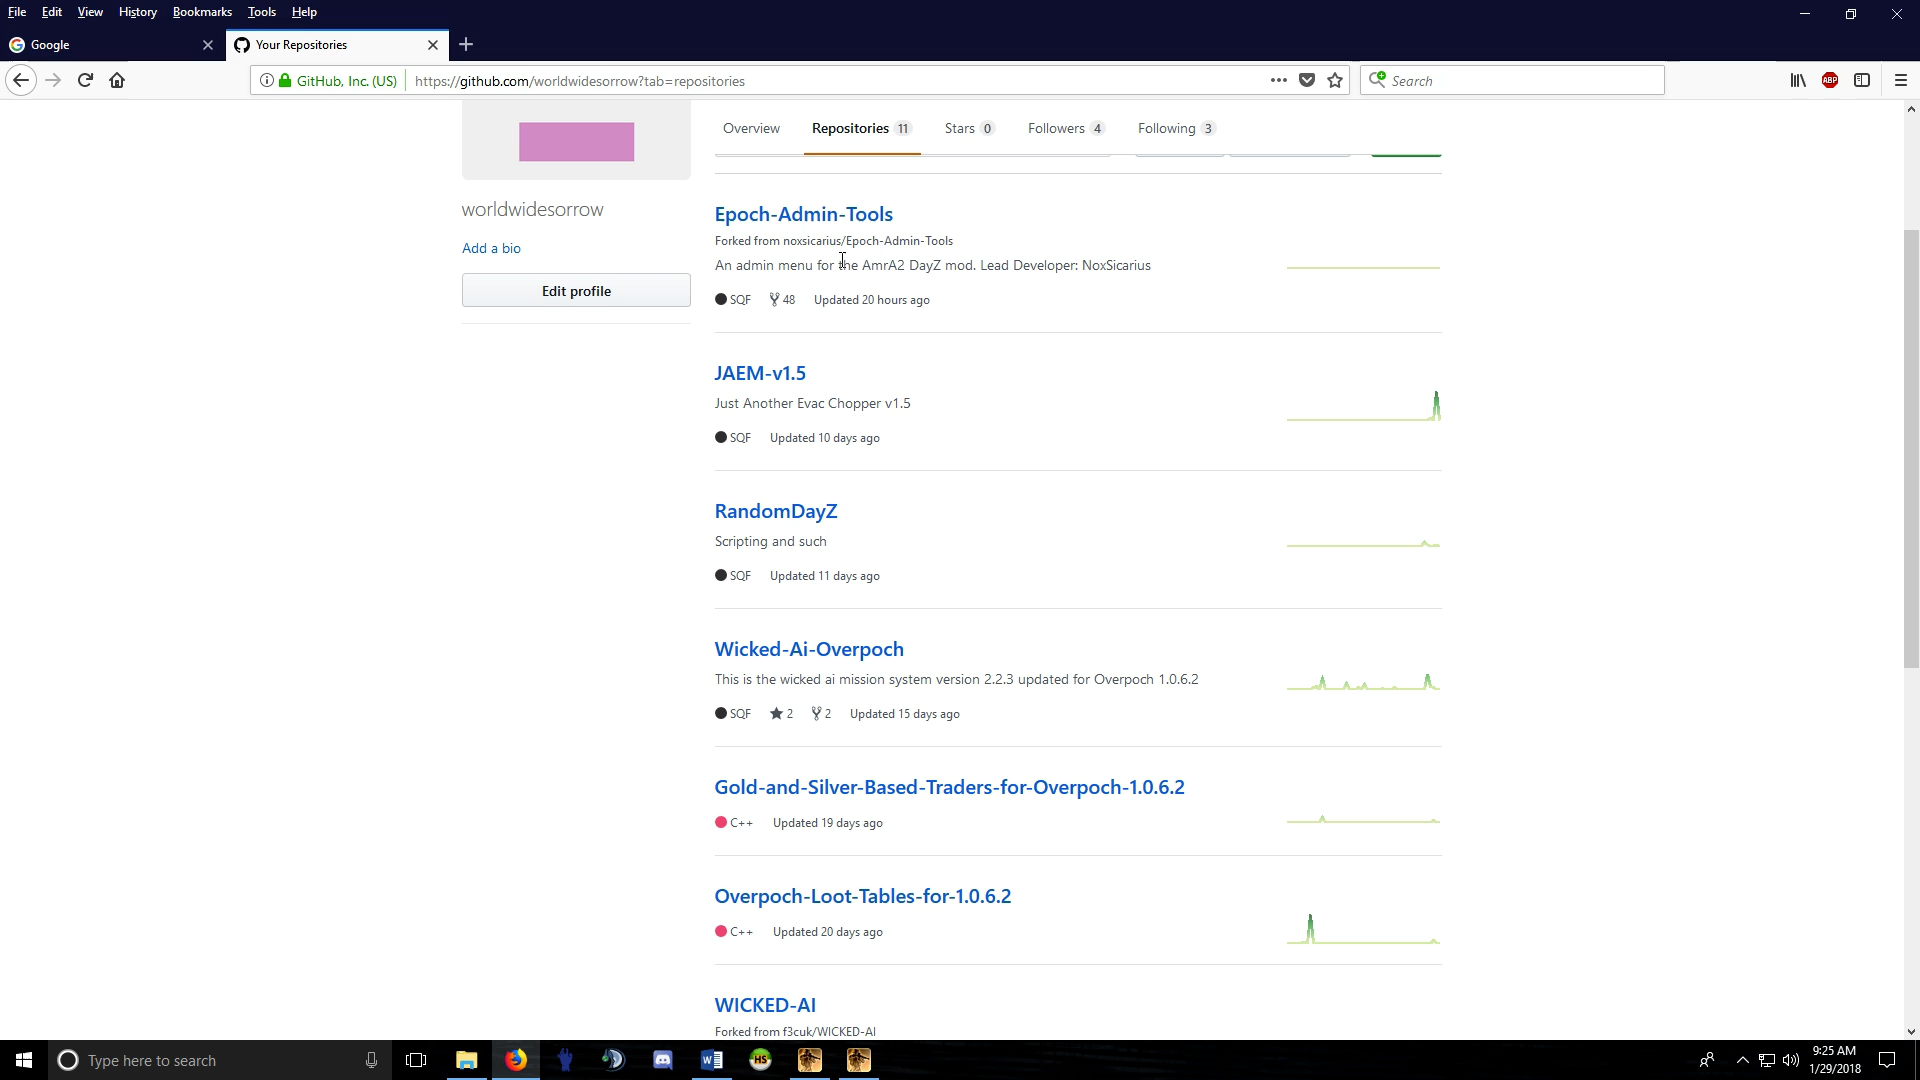 File Edit View History Bookmarks Tools Help
Google
Your Repositories
GitHub, Inc. (US) https://github.com/worldwidesorrow?tab=repositories
Search
ABP
Overview Repositories 11 Stars 0 Followers 4 Following 3
worldwidesorrow
Add a bio
Edit profile
Epoch-Admin-Tools
Forked from noxsicarius/Epoch-Admin-Tools
An admin menu for the AmrA2 DayZ mod. Lead Developer: NoxSicarius
SQF 48 Updated 20 hours ago
JAEM-v1.5
Just Another Evac Chopper v1.5
SQF Updated 10 days ago
RandomDayZ
Scripting and such
SQF Updated 11 days ago
Wicked-Ai-Overpoch
This is the wicked ai mission system version 2.2.3 updated for Overpoch 1.0.6.2
SQF 2 2 Updated 15 days ago
Gold-and-Silver-Based-Traders-for-Overpoch-1.0.6.2
C++ Updated 19 days ago
Overpoch-Loot-Tables-for-1.0.6.2
C++ Updated 20 days ago
WICKED-AI
Forked from f3cuk/WICKED-AI
Type here to search
HS
9:25 AM
1/29/2018